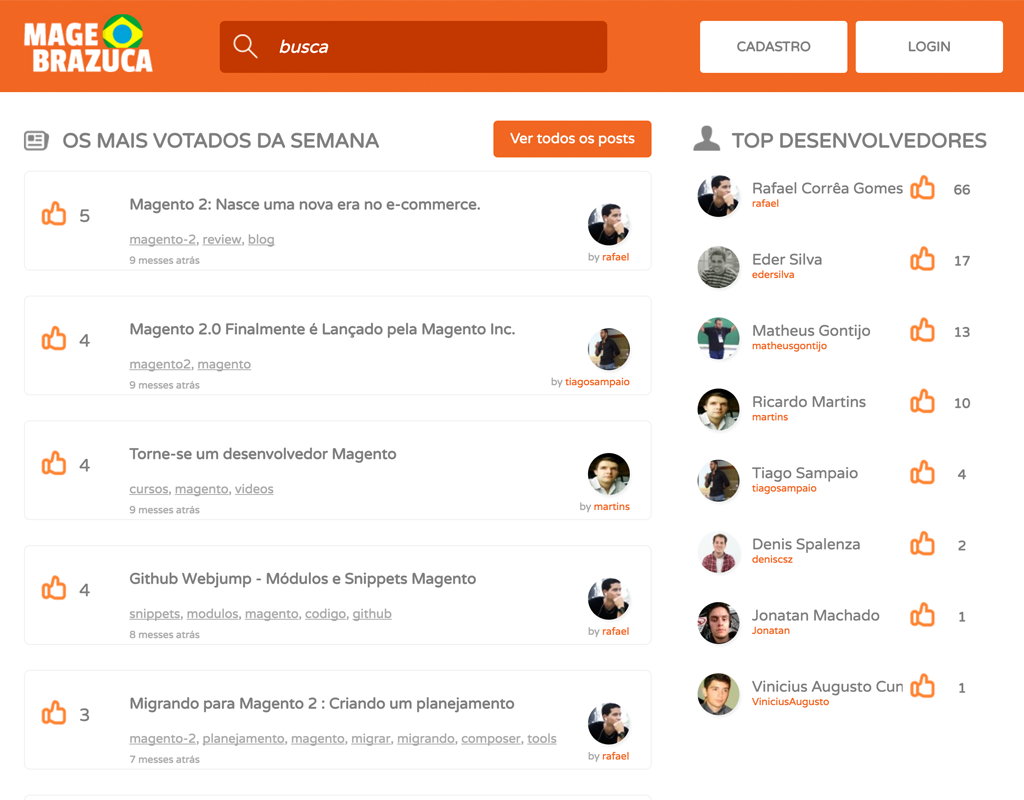 MAGE
BRAZUCA
busca
CADASTRO
LOGIN
OS MAIS VOTADOS DA SEMANA
Ver todos os posts
5
Magento 2: Nasce uma nova era no e-commerce.
magento-2, review, blog
9 messes atrás
by rafael
4
Magento 2.0 Finalmente é Lançado pela Magento Inc.
magento2, magento
9 messes atrás
by tiagosampaio
4
Torne-se um desenvolvedor Magento
cursos, magento, videos
9 messes atrás
by martins
4
Github Webjump - Módulos e Snippets Magento
snippets, modulos, magento, codigo, github
8 messes atrás
by rafael
3
Migrando para Magento 2 : Criando um planejamento
magento-2, planejamento, magento, migrar, migrando, composer, tools
7 messes atrás
by rafael
TOP DESENVOLVEDORES
Rafael Corrêa Gomes
rafael
66
Eder Silva
edersilva
17
Matheus Gontijo
matheusgontijo
13
Ricardo Martins
martins
10
Tiago Sampaio
tiagosampaio
4
Denis Spalenza
deniscsz
2
Jonatan Machado
Jonatan
1
Vinicius Augusto Cun
ViniciusAugusto
1